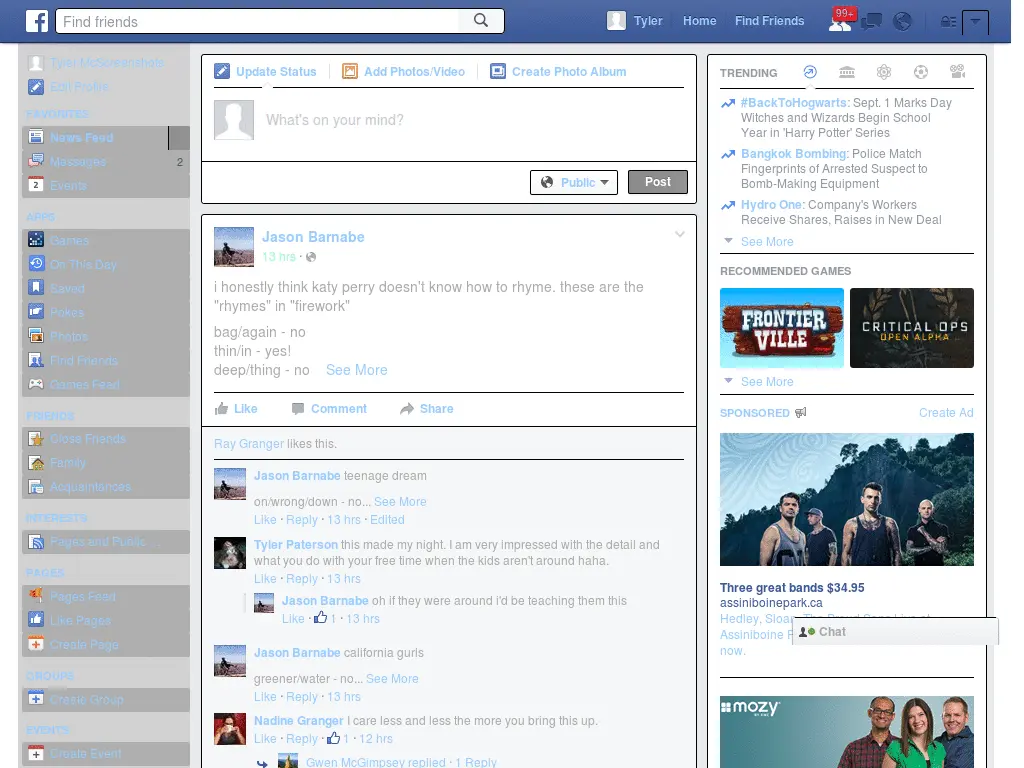 Find friends
Tyler
Home
Find Friends
99+
Tyler McScreenshots
Edit Profile
FAVORITES
News Feed
Messages 2
Events
APPS
Games
On This Day
Saved
Pokes
Photos
Find Friends
Games Feed
FRIENDS
Close Friends
Family
Acquaintances
INTERESTS
Pages and Public ...
PAGES
Pages Feed
Like Pages
Create Page
GROUPS
Create Group
EVENTS
Create Event
Update Status
Add Photos/Video
Create Photo Album
What's on your mind?
Public
Post
Jason Barnabe
13 hrs ·
i honestly think katy perry doesn't know how to rhyme. these are the
"rhymes" in "firework"
bag/again - no
thin/in - yes!
deep/thing - no See More
Like Comment Share
Ray Granger likes this.
Jason Barnabe teenage dream
on/wrong/down - no... See More
Like · Reply · 13 hrs · Edited
Tyler Paterson this made my night. I am very impressed with the detail and
what you do with your free time when the kids aren't around haha.
Like · Reply · 13 hrs
Jason Barnabe oh if they were around i'd be teaching them this
Like · 1 · 13 hrs
Jason Barnabe california gurls
greener/water - no... See More
Like · Reply · 13 hrs
Nadine Granger I care less and less the more you bring this up.
Like · Reply · 1 · 12 hrs
Gwen McGimpsey replied · 1 Reply
TRENDING
#BackToHogwarts: Sept. 1 Marks Day
Witches and Wizards Begin School
Year in 'Harry Potter' Series
Bangkok Bombing: Police Match
Fingerprints of Arrested Suspect to
Bomb-Making Equipment
Hydro One: Company's Workers
Receive Shares, Raises in New Deal
See More
RECOMMENDED GAMES
FRONTIER
VILLE
CRITICAL OPS
OPEN ALPHA
See More
SPONSORED
Create Ad
Three great bands $34.95
assiniboinepark.ca
Hedley, Sloan,
Assiniboine
now.
Chat
mozy